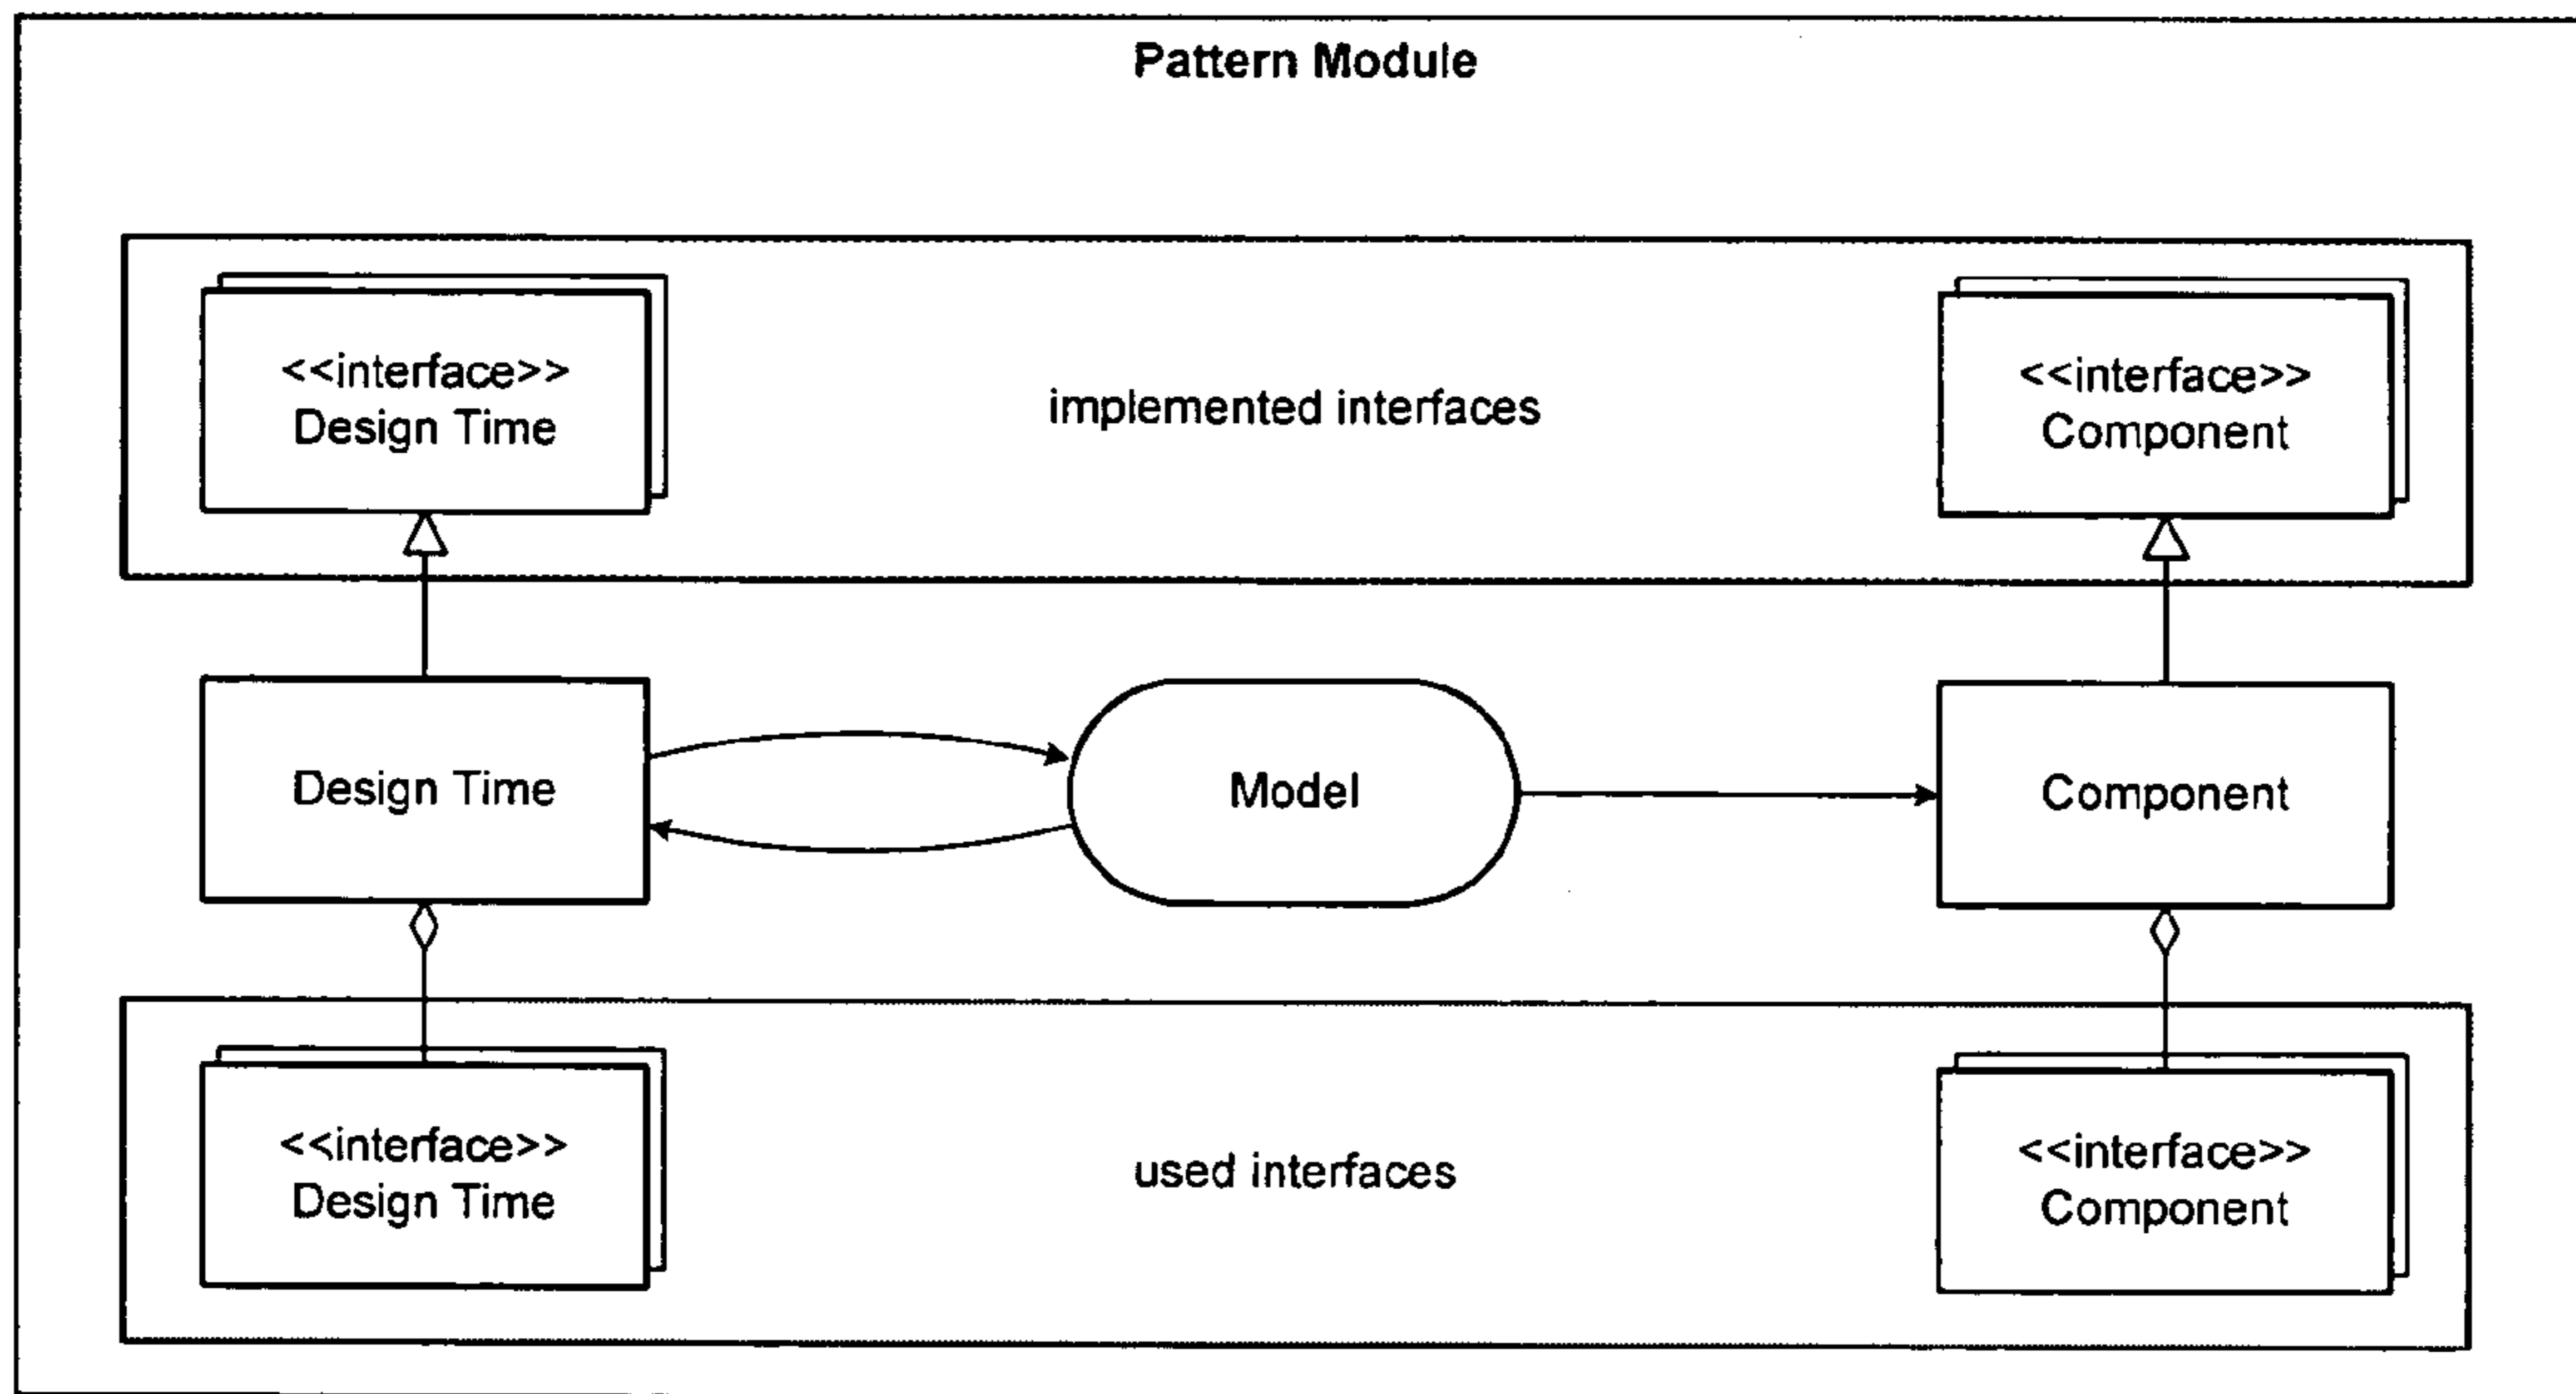 Pattern Module
<<interface>>
Design Time
implemented interfaces
<<interface>>
Component
Design Time
Model
Component
<<interface>>
Design Time
used interfaces
<<interface>>
Component